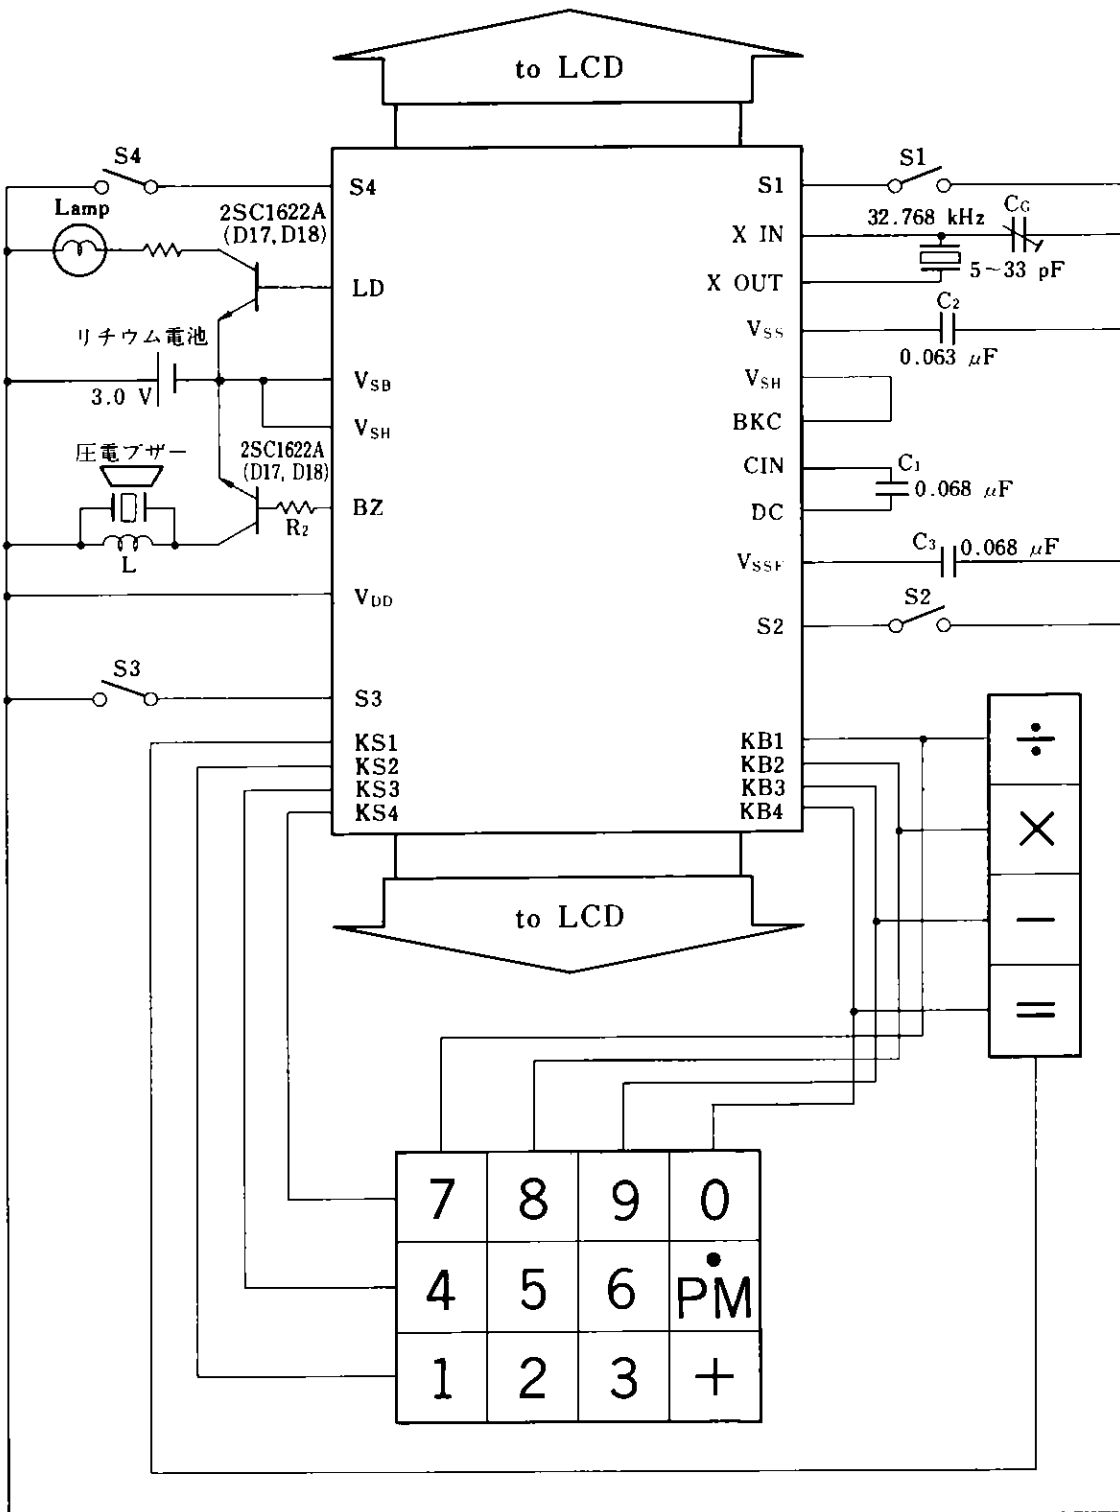 to LCD
S4
S4
S1
S1
Lamp
2SC1622A
(D17, D18)
32.768 kHz
CG
X IN
5~33 pF
LD
X OUT
C2
リチウム電池
VSS
0.063 μF
3.0 V
VSB
VSH
VSH
BKC
圧電ブザー
2SC1622A
(D17, D18)
CIN
C1
0.068 μF
BZ
DC
R2
L
C3
0.068 μF
VDD
S2
S2
S3
S3
KS1
KS2
KS3
KS4
KB1
KB2
KB3
KB4
÷
×
−
=
to LCD
7 8 9 0
4 5 6 • PM
1 2 3 +